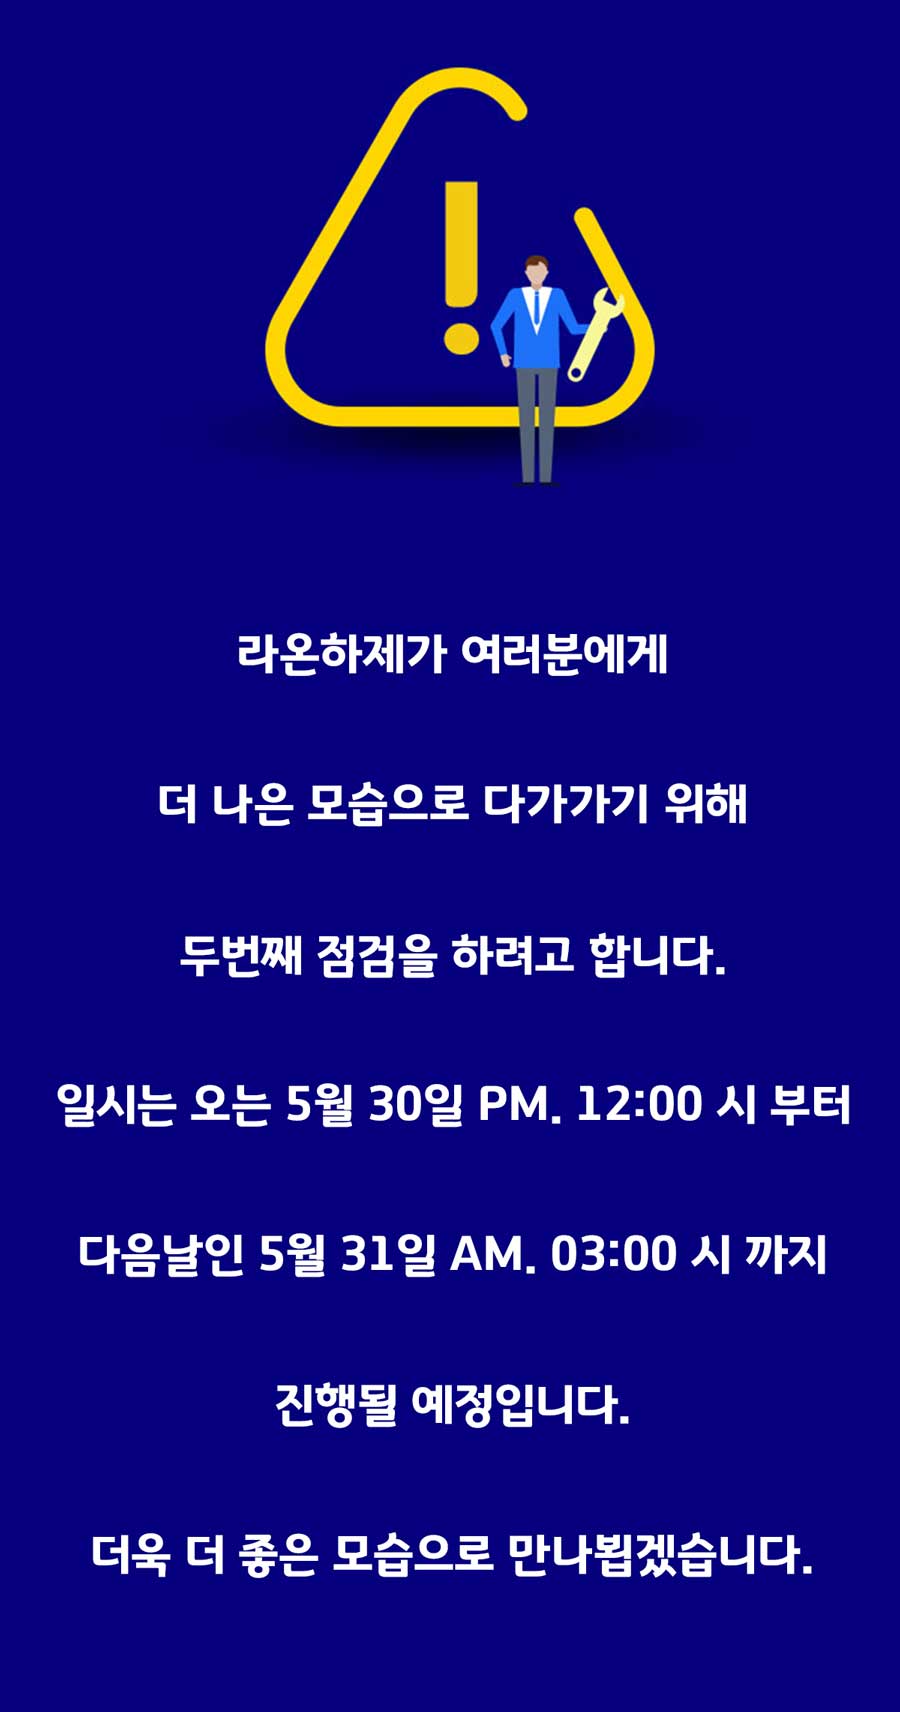 라온하제가 여러분에게
더 나은 모습으로 다가가기 위해
두번째 점검을 하려고 합니다.
일시는 오는 5월 30일 PM. 12:00 시 부터
다음날인 5월 31일 AM. 03:00 시 까지
진행될 예정입니다.
더욱 더 좋은 모습으로 만나뵙겠습니다.